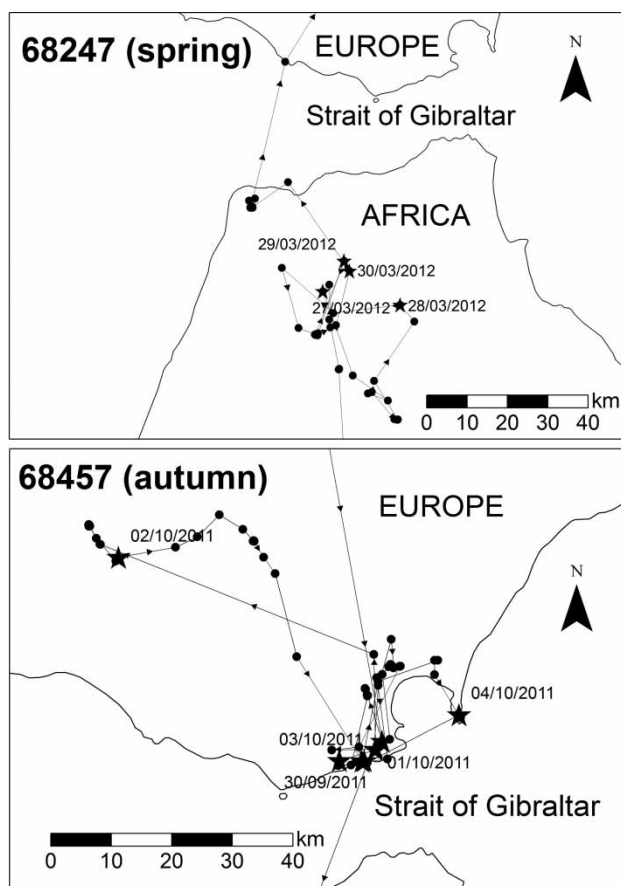 68247 (spring)
EUROPE
N
Strait of Gibraltar
AFRICA
29/03/2012
30/03/2012
27/03/2012
28/03/2012
km
0 10 20 30 40
68457 (autumn)
EUROPE
02/10/2011
N
04/10/2011
03/10/2011
01/10/2011
30/09/2011
Strait of Gibraltar
km
0 10 20 30 40